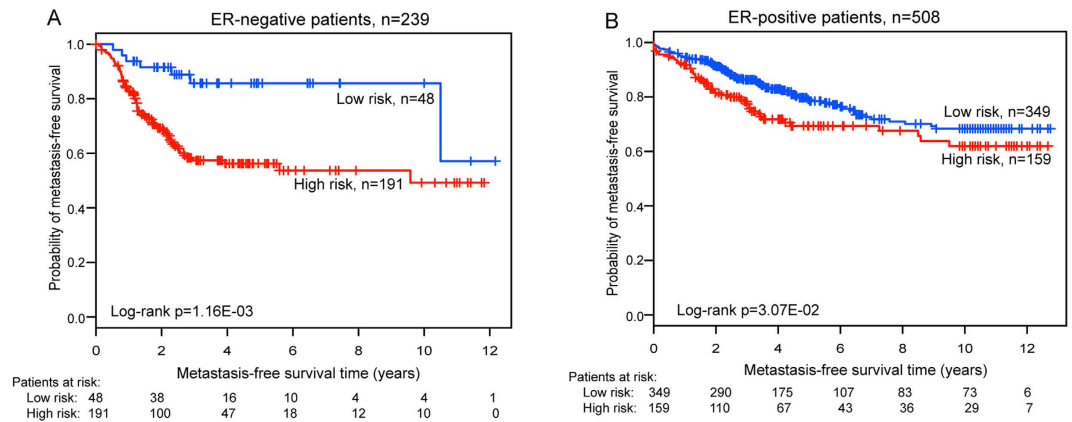 A
ER-negative patients, n=239
Probability of metastasis-free survival
1.0
0.8
0.6
0.4
0.2
0.0
Low risk, n=48
High risk, n=191
Log-rank p=1.16E-03
0 2 4 6 8 10 12
Metastasis-free survival time (years)
Patients at risk:
Low risk: 48 38 16 10 4 4 1
High risk: 191 100 47 18 12 10 0
B
ER-positive patients, n=508
Probability of metastasis-free survival
1.0
0.8
0.6
0.4
0.2
0.0
Low risk, n=349
High risk, n=159
Log-rank p=3.07E-02
0 2 4 6 8 10 12
Metastasis-free survival time (years)
Patients at risk:
Low risk: 349 290 175 107 83 73 6
High risk: 159 110 67 43 36 29 7